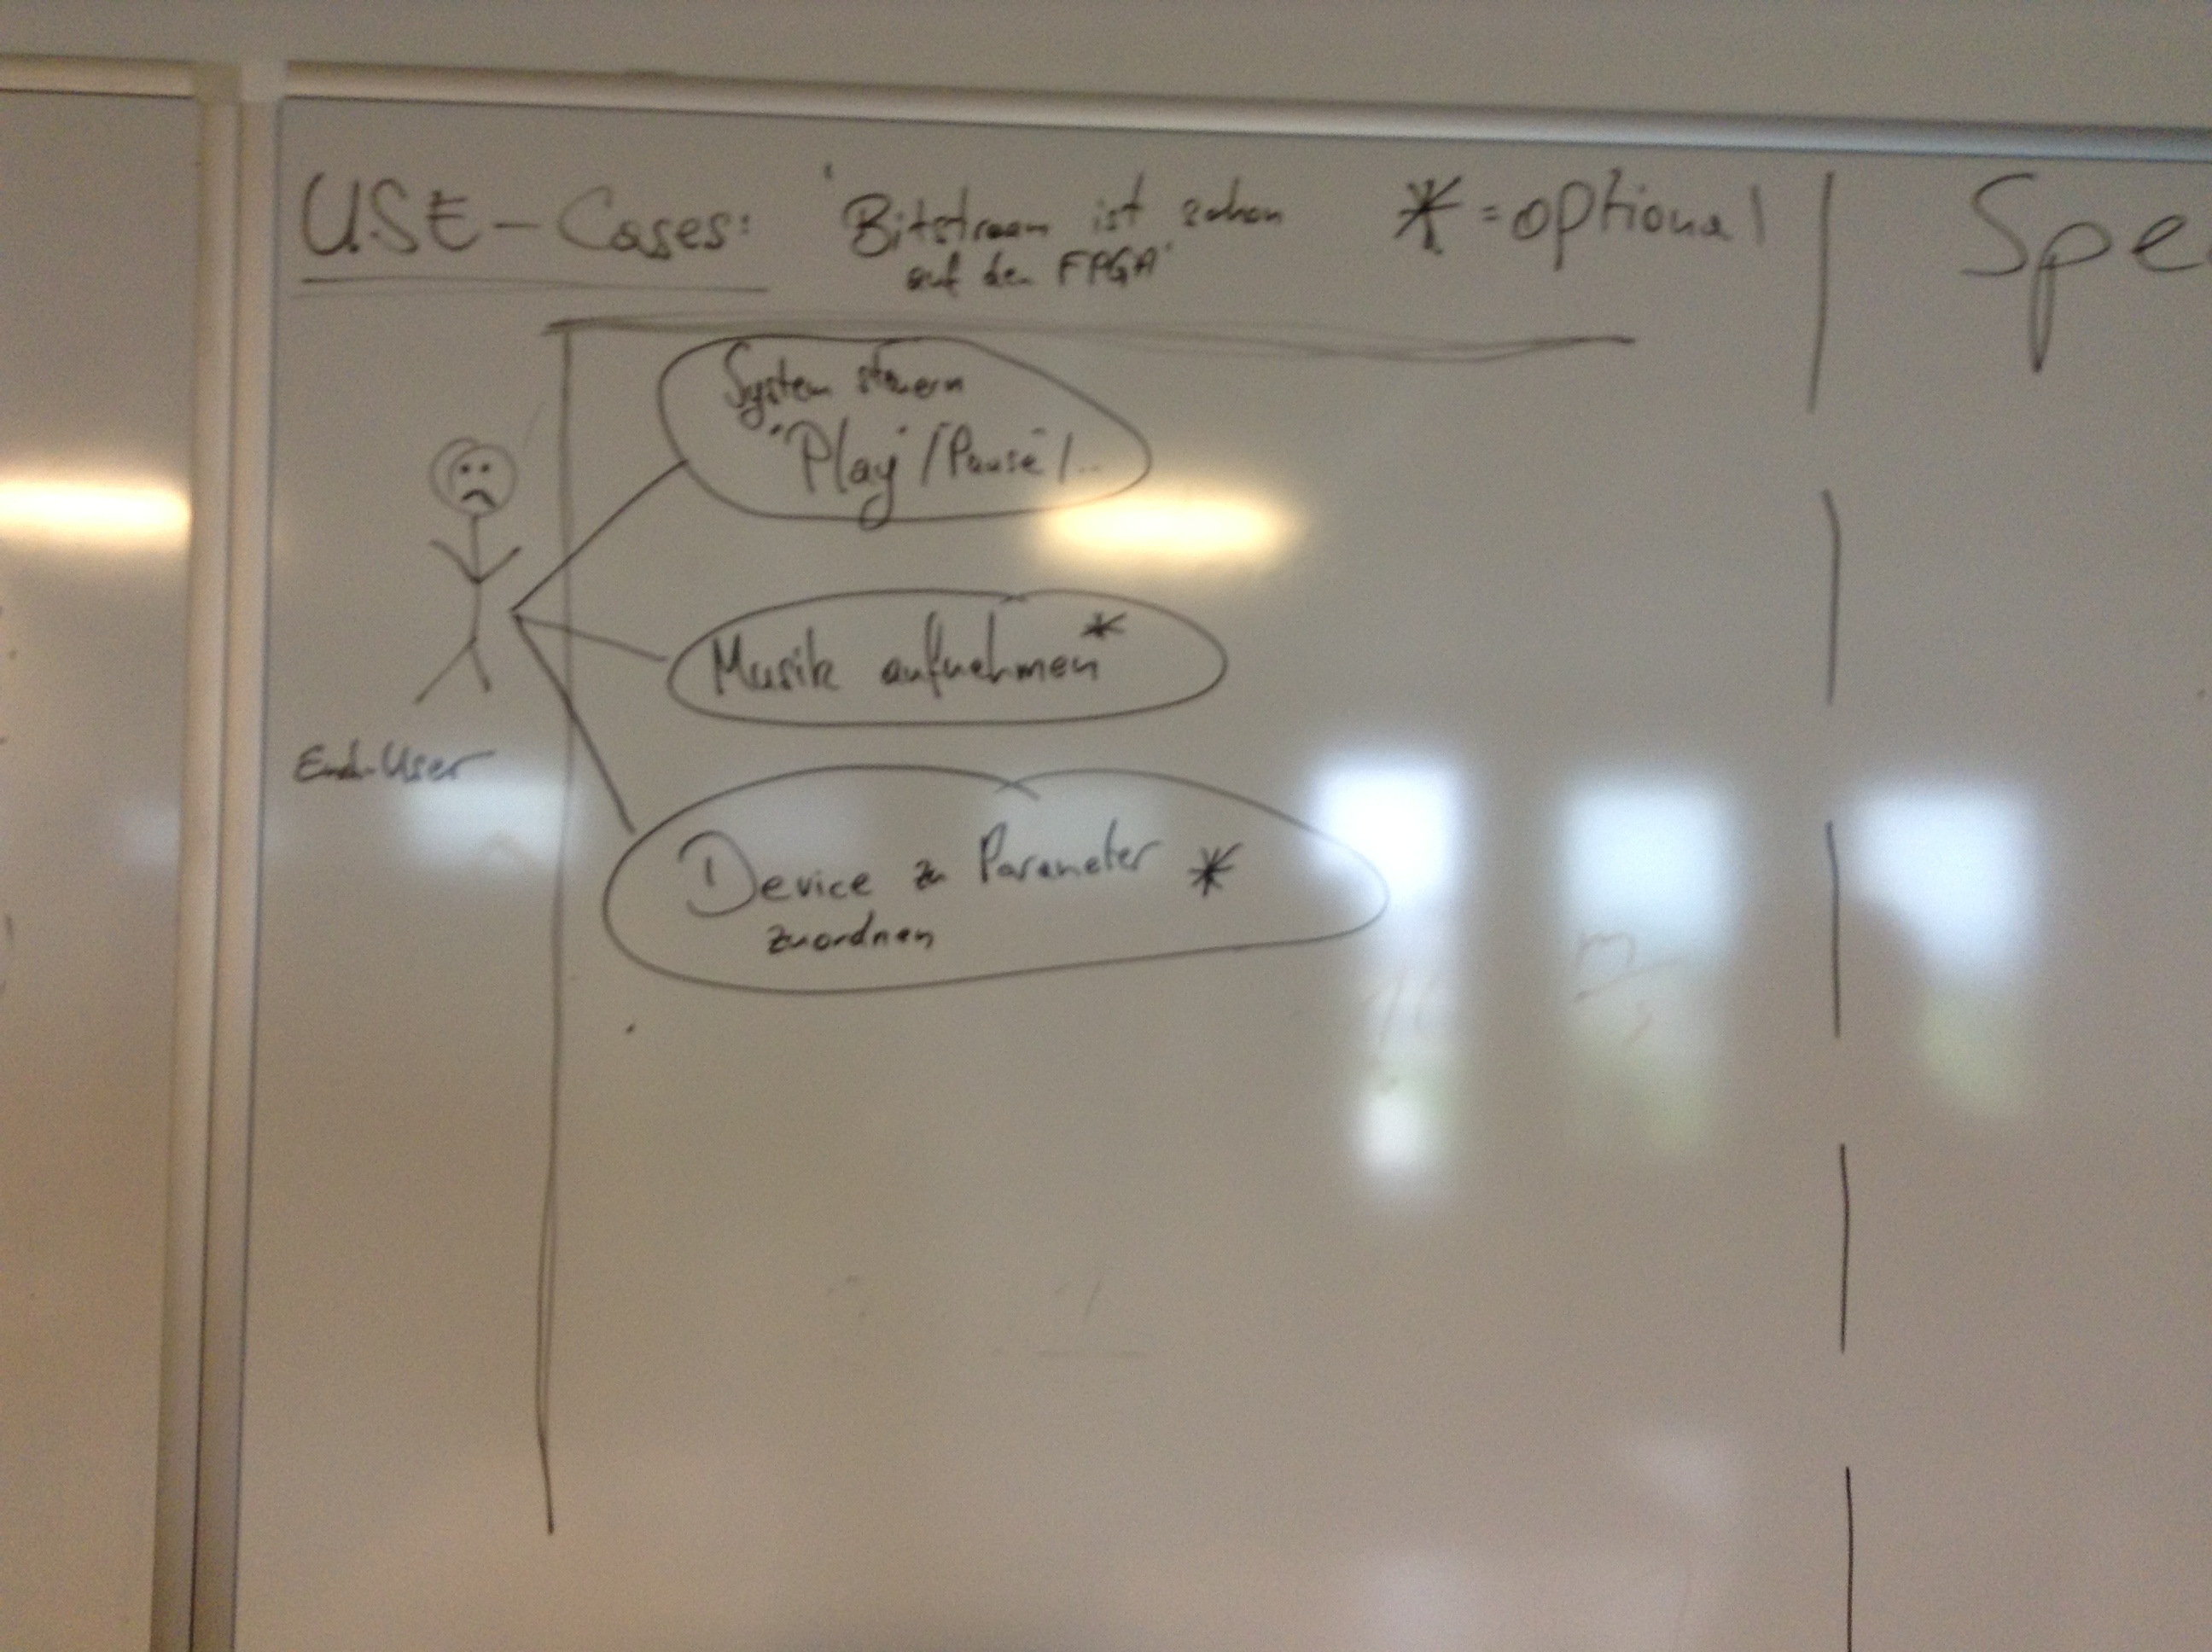 USE-Cases:
"Bitstream ist schon
auf dem FPGA"
* = optional
Spe
System steuern
"Play"/"Pause"/...
Musik aufnehmen*
End-User
Device zu Parameter *
zuordnen